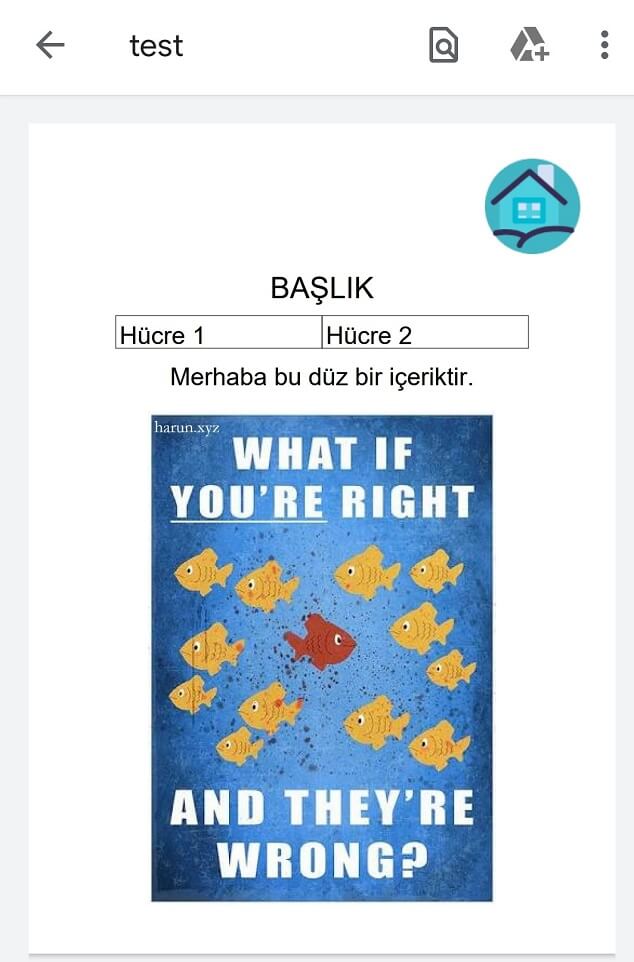 test
BAŞLIK
Hücre 1
Hücre 2
Merhaba bu düz bir içeriktir.
harun.xyz
WHAT IF
YOU'RE RIGHT
AND THEY'RE
WRONG?